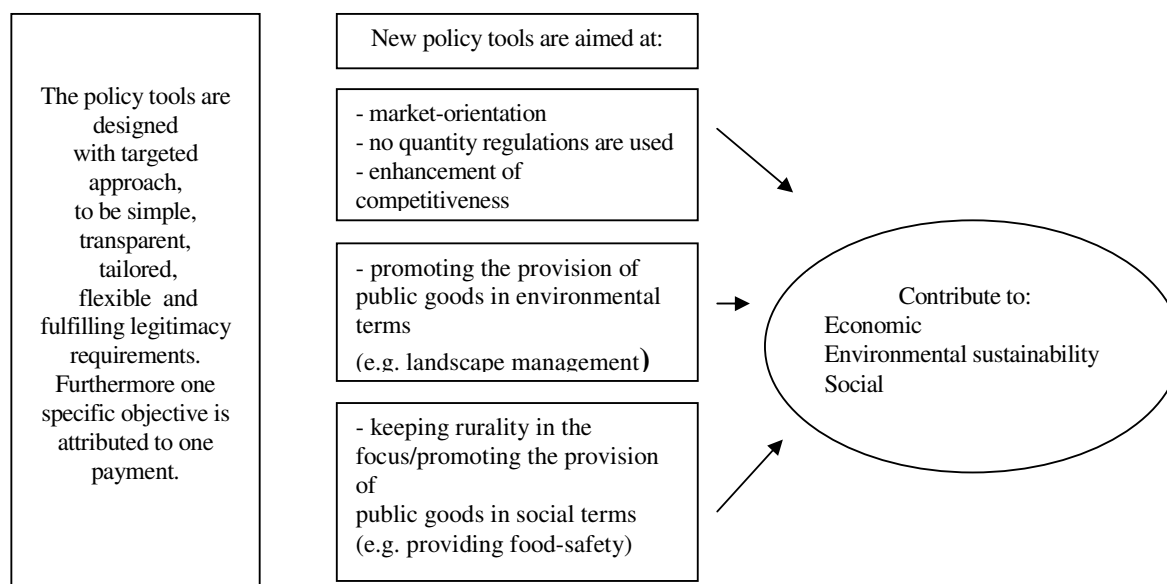 The policy tools are
designed
with targeted
approach,
to be simple,
transparent,
tailored,
flexible and
fulfilling legitimacy
requirements.
Furthermore one
specific objective is
attributed to one
payment.
New policy tools are aimed at:
- market-orientation
- no quantity regulations are used
- enhancement of
competitiveness
- promoting the provision of
public goods in environmental
terms
(e.g. landscape management)
- keeping rurality in the
focus/promoting the provision
of
public goods in social terms
(e.g. providing food-safety)
Contribute to:
Economic
Environmental sustainability
Social